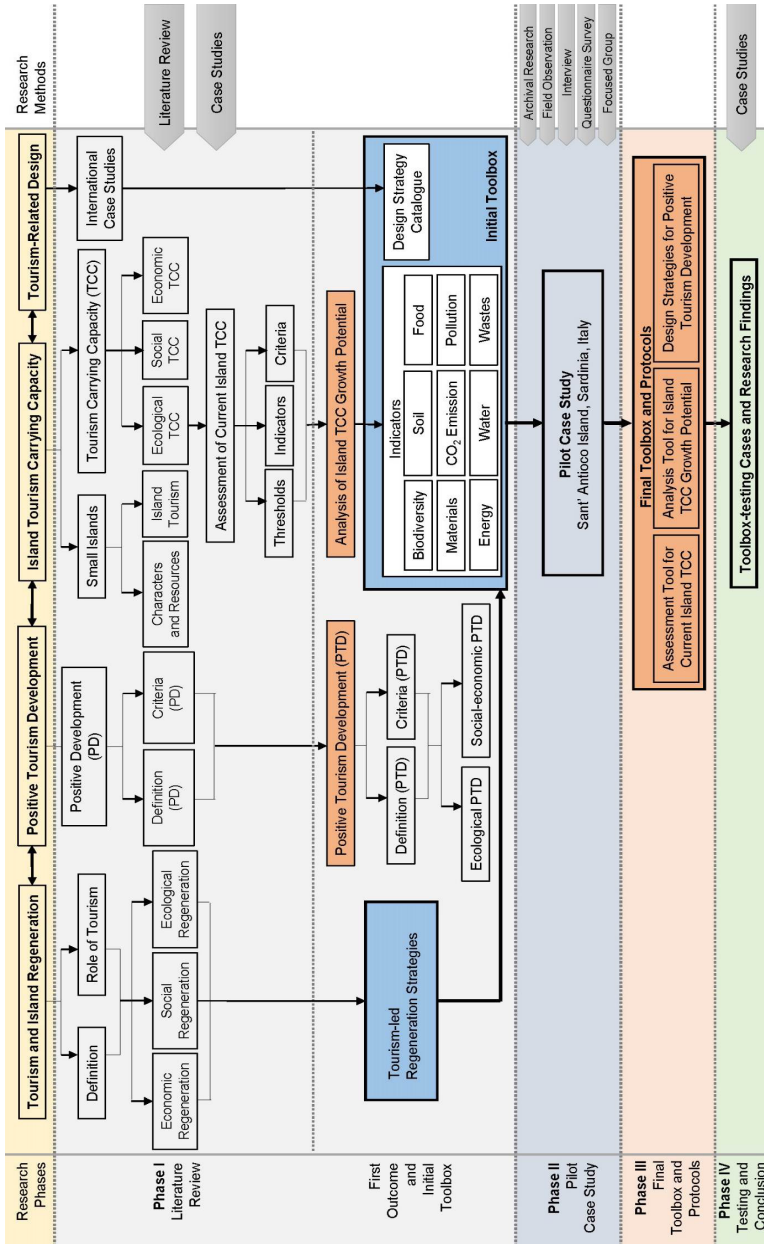 Research
Phases
Tourism and Island Regeneration
Positive Tourism Development
Island Tourism Carrying Capacity
Tourism-Related Design
Research
Methods
Phase I
Literature
Review
Definition
Role of Tourism
Economic
Regeneration
Social
Regeneration
Ecological
Regeneration
Positive Development
(PD)
Definition
(PD)
Criteria
(PD)
Small Islands
Characters
and Resources
Island
Tourism
Tourism Carrying Capacity (TCC)
Ecological
TCC
Social
TCC
Economic
TCC
Assessment of Current Island TCC
Thresholds
Indicators
Criteria
International
Case Studies
Literature Review
Case Studies
First
Outcome
and Initial
Toolbox
Tourism-led
Regeneration Strategies
Positive Tourism Development (PTD)
Definition (PTD)
Criteria (PTD)
Ecological PTD
Social-economic PTD
Analysis of Island TCC Growth Potential
Indicators
Biodiversity
Soil
Food
Materials
CO2 Emission
Pollution
Energy
Water
Wastes
Design Strategy
Catalogue
Initial Toolbox
Phase II
Pilot
Case Study
Pilot Case Study
Sant' Antioco Island, Sardinia, Italy
Archival Research
Field Observation
Interview
Questionnaire Survey
Focused Group
Phase III
Final
Toolbox and
Protocols
Final Toolbox and Protocols
Assessment Tool for
Current Island TCC
Analysis Tool for Island
TCC Growth Potential
Design Strategies for Positive
Tourism Development
Phase IV
Testing and
Conclusion
Toolbox-testing Cases and Research Findings
Case Studies